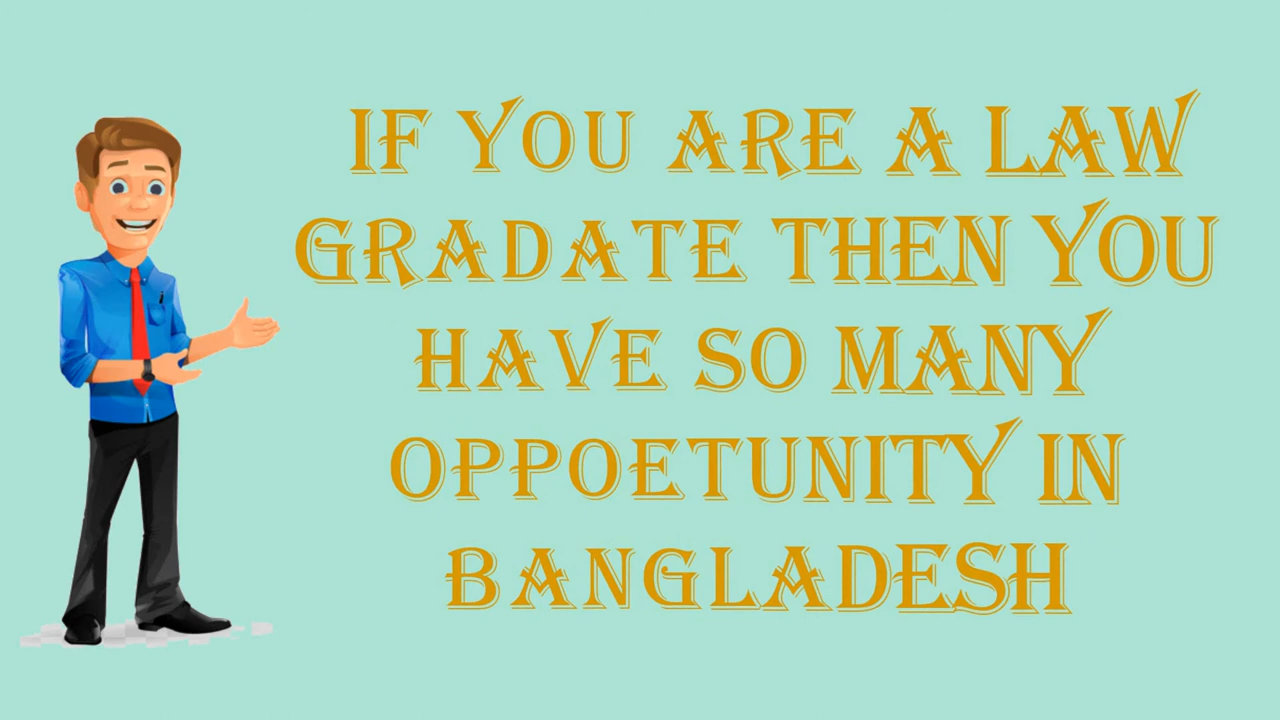 IF YOU ARE A LAW
GRADATE THEN YOU
HAVE SO MANY
OPPOETUNITY IN
BANGLADESH